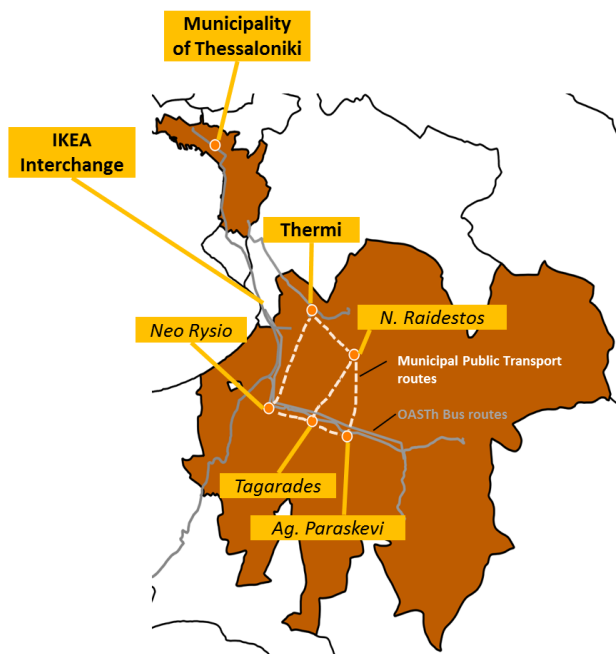 Municipality
of Thessaloniki
IKEA
Interchange
Thermi
Neo Rysio
N. Raidestos
Municipal Public Transport
routes
OASTh Bus routes
Tagarades
Ag. Paraskevi